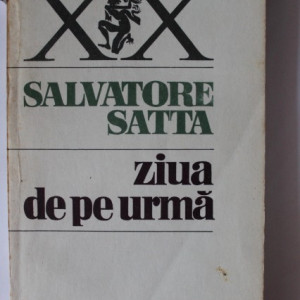 XX
SALVATORE
SATTA
ziua
de pe urmă